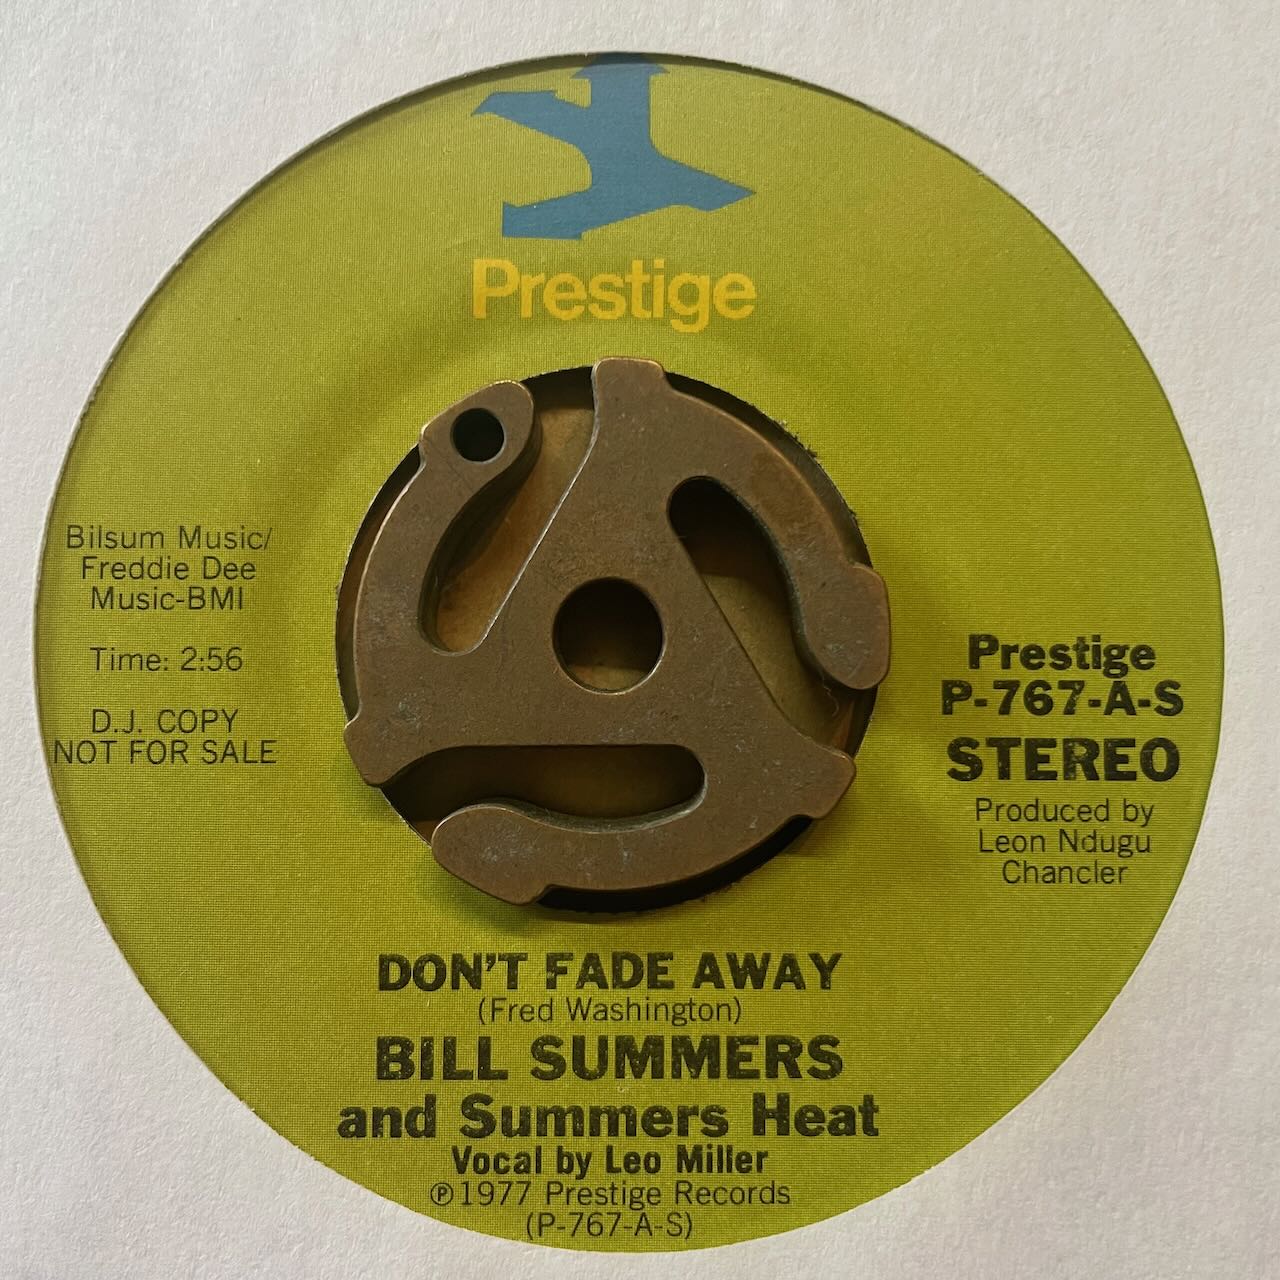 Prestige
Bilsum Music/
Freddie Dee
Music-BMI
Time: 2:56
D.J. COPY
NOT FOR SALE
Prestige
P-767-A-S
STEREO
Produced by
Leon Ndugu
Chancler
DON'T FADE AWAY
(Fred Washington)
BILL SUMMERS
and Summers Heat
Vocal by Leo Miller
℗1977 Prestige Records
(P-767-A-S)